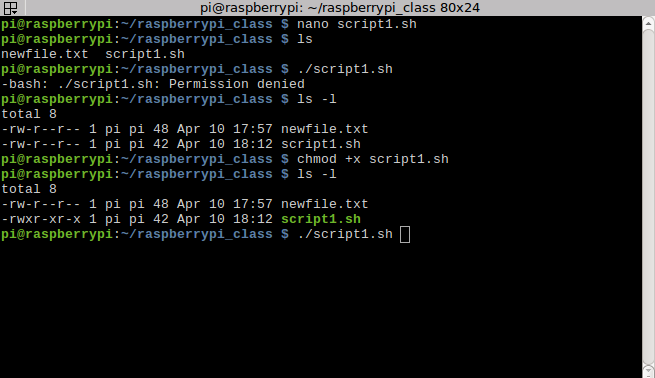 pi@raspberrypi: ~/raspberrypi_class 80x24
pi@raspberrypi:~/raspberrypi_class $ nano script1.sh
pi@raspberrypi:~/raspberrypi_class $ ls
newfile.txt  script1.sh
pi@raspberrypi:~/raspberrypi_class $ ./script1.sh
-bash: ./script1.sh: Permission denied
pi@raspberrypi:~/raspberrypi_class $ ls -l
total 8
-rw-r--r-- 1 pi pi 48 Apr 10 17:57 newfile.txt
-rw-r--r-- 1 pi pi 42 Apr 10 18:12 script1.sh
pi@raspberrypi:~/raspberrypi_class $ chmod +x script1.sh
pi@raspberrypi:~/raspberrypi_class $ ls -l
total 8
-rw-r--r-- 1 pi pi 48 Apr 10 17:57 newfile.txt
-rwxr-xr-x 1 pi pi 42 Apr 10 18:12 script1.sh
pi@raspberrypi:~/raspberrypi_class $ ./script1.sh